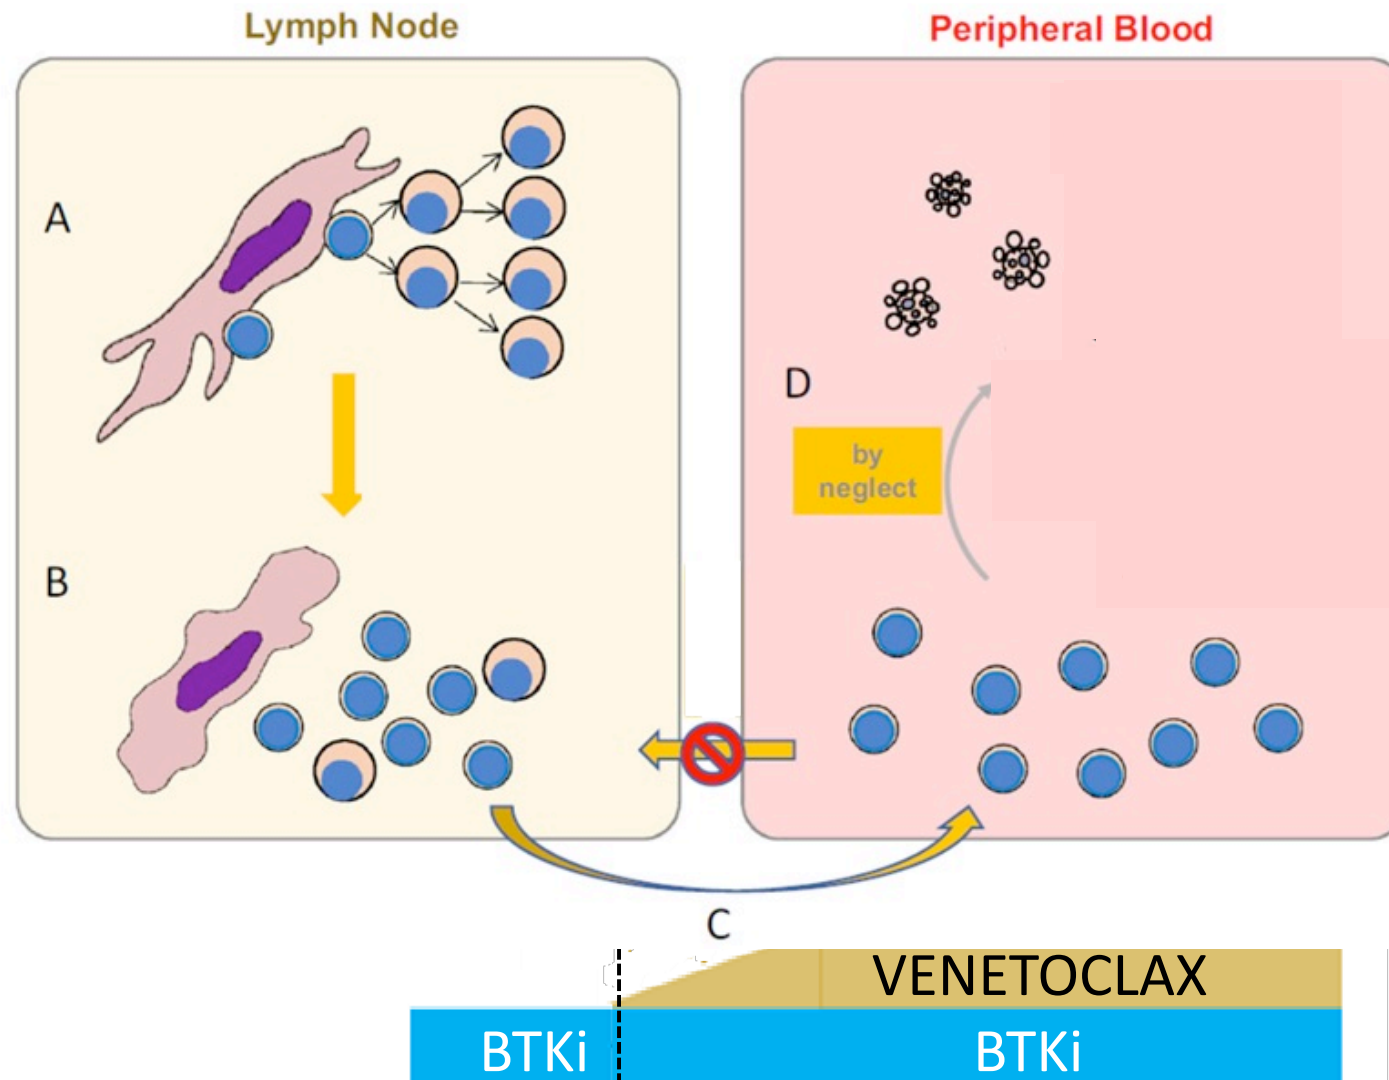 Lymph Node
Peripheral Blood
A
D
by
neglect
B
C
VENETOCLAX
BTKi
BTKi